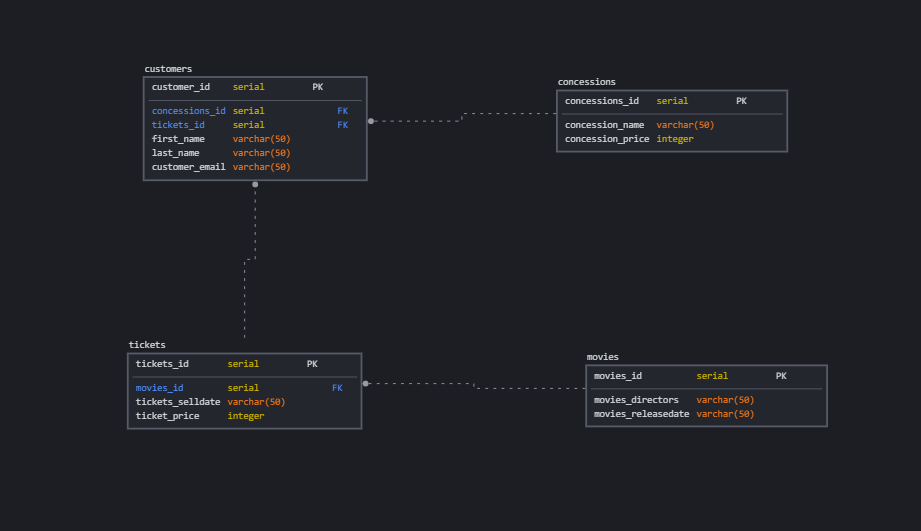 customers
customer_id serial PK
concessions_id serial FK
tickets_id serial FK
first_name varchar(50)
last_name varchar(50)
customer_email varchar(50)
concessions
concessions_id serial PK
concession_name varchar(50)
concession_price integer
tickets
tickets_id serial PK
movies_id serial FK
tickets_selldate varchar(50)
ticket_price integer
movies
movies_id serial PK
movies_directors varchar(50)
movies_releasedate varchar(50)